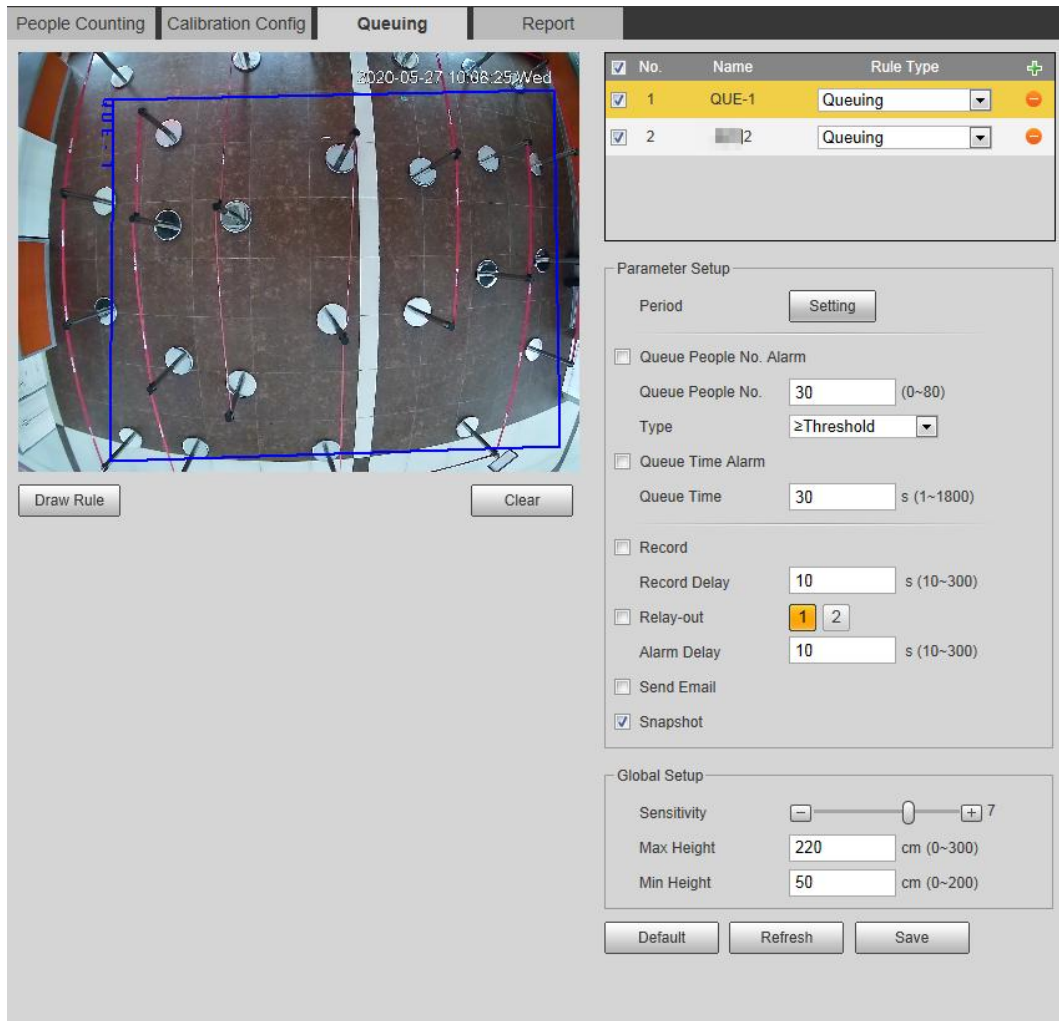 People Counting Calibration Config Queuing Report
2020-05-27 10:08:25 Wed
QUE-1
Draw Rule Clear
No. Name Rule Type
1 QUE-1 Queuing
2 2 Queuing
Parameter Setup
Period Setting
Queue People No. Alarm
Queue People No. 30 (0~80)
Type ≥Threshold
Queue Time Alarm
Queue Time 30 s (1~1800)
Record
Record Delay 10 s (10~300)
Relay-out 1 2
Alarm Delay 10 s (10~300)
Send Email
Snapshot
Global Setup
Sensitivity 7
Max Height 220 cm (0~300)
Min Height 50 cm (0~200)
Default Refresh Save